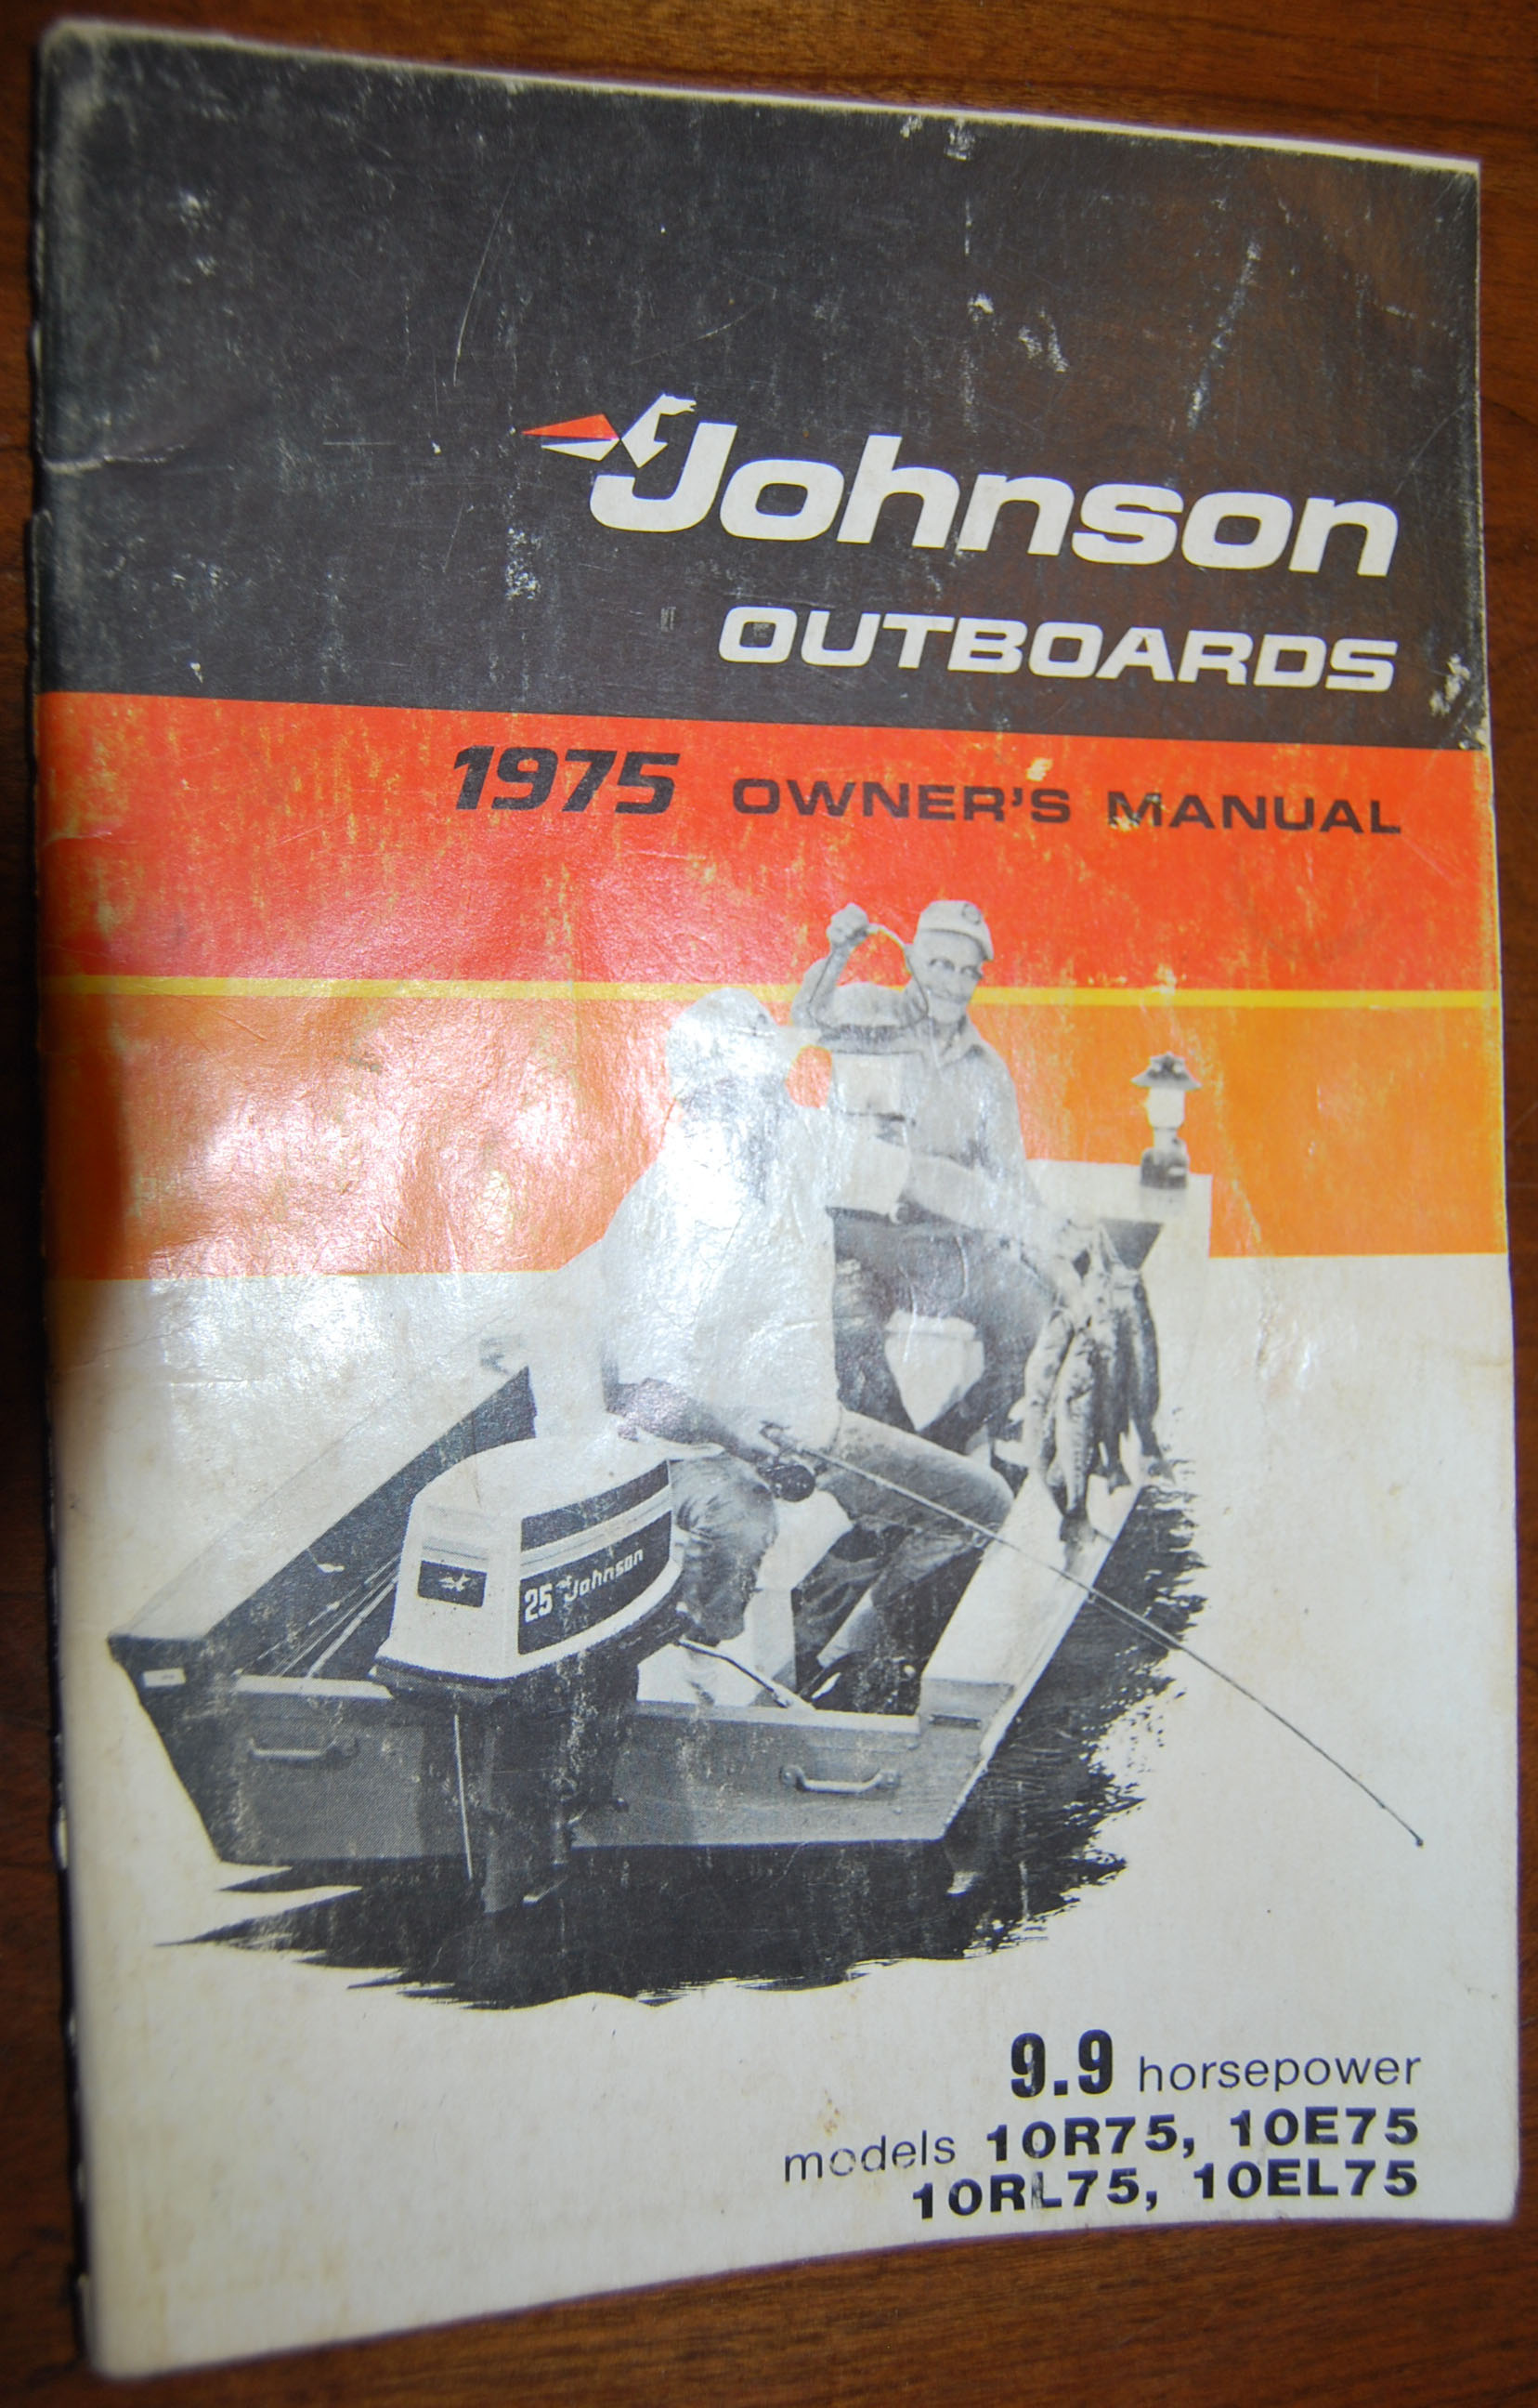 Johnson
OUTBOARDS
1975 OWNER'S MANUAL
25 Johnson
9.9 horsepower
models 10R75, 10E75
10RL75, 10EL75